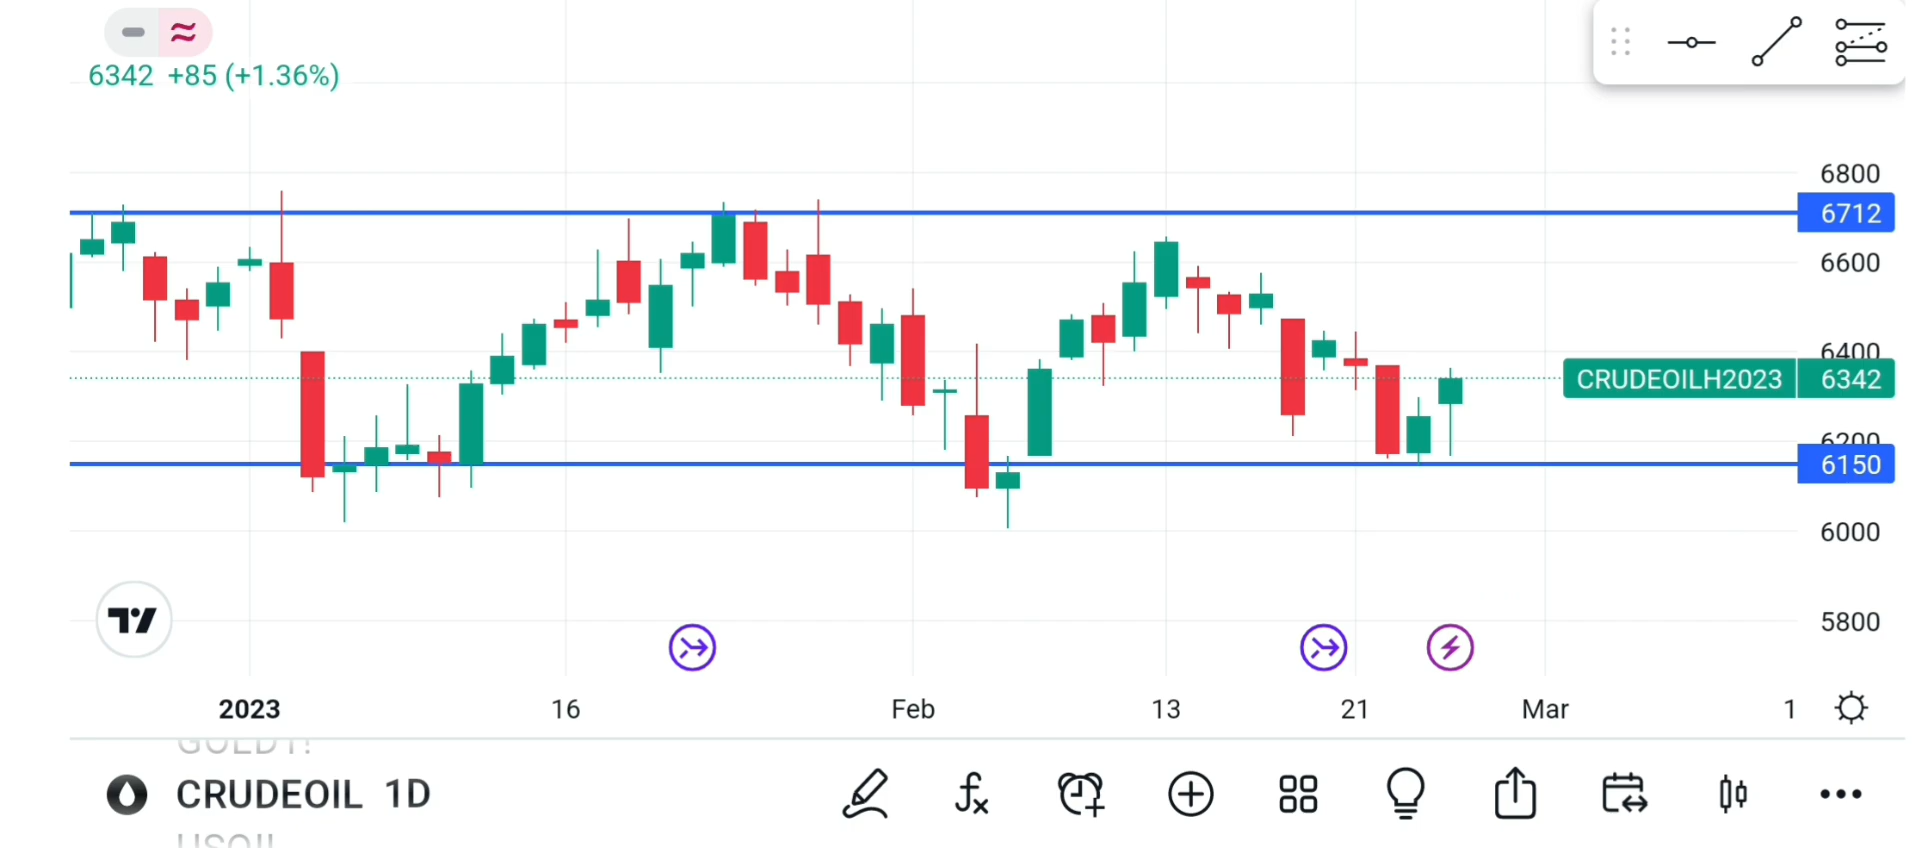 6342 +85 (+1.36%)
6800
6712
6600
6400
CRUDEOILH2023 6342
6200
6150
6000
5800
2023 16 Feb 13 21 Mar 1
CRUDEOIL 1D